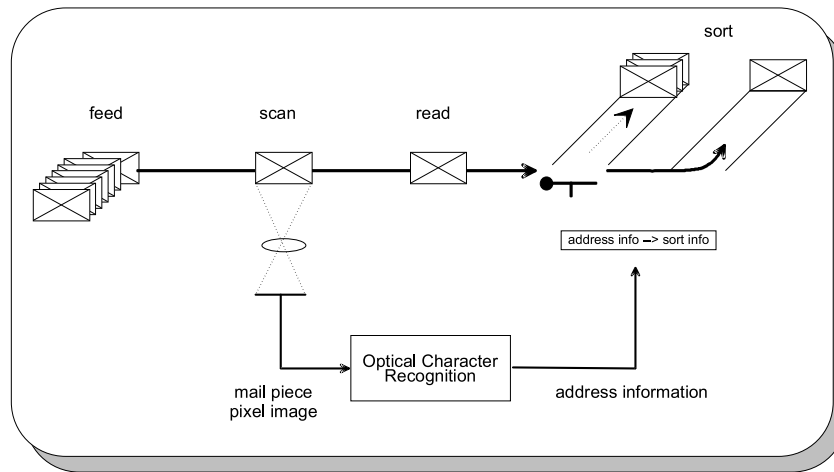 sort
feed
scan
read
address info –> sort info
Optical Character
Recognition
mail piece
pixel image
address information